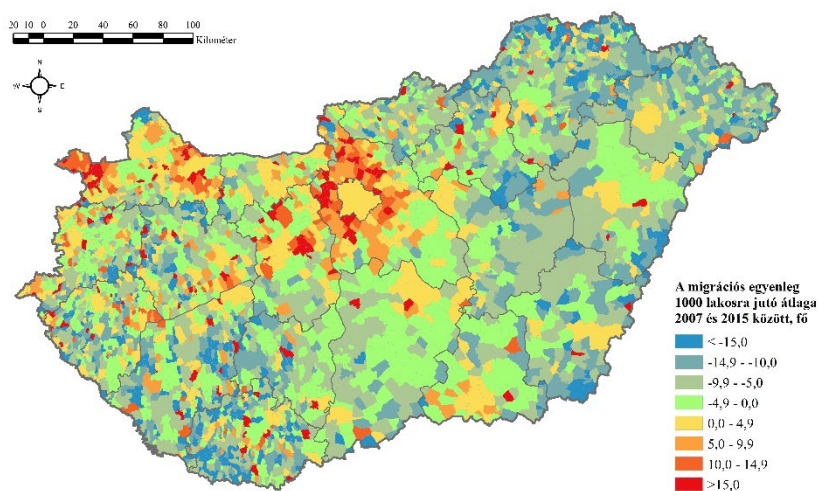 20 10 0 20 40 60 80 100
Kilométer
N
W E
S
A migrációs egyenleg
1000 lakosra jutó átlaga
2007 és 2015 között, fő
< -15,0
-14,9 - -10,0
-9,9 - -5,0
-4,9 - 0,0
0,0 - 4,9
5,0 - 9,9
10,0 - 14,9
>15,0